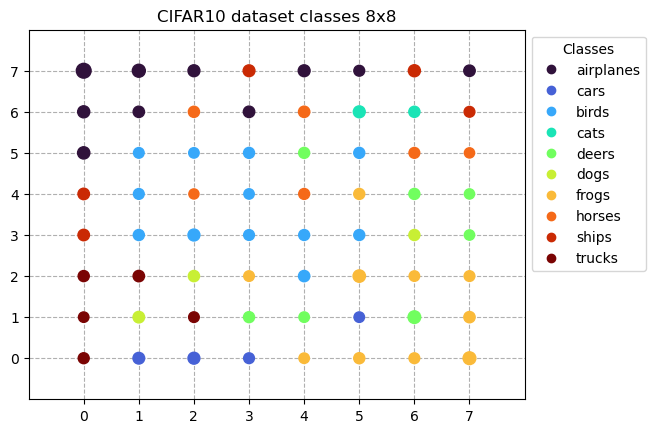 CIFAR10 dataset classes 8x8
7
6
5
4
3
2
1
0
0 1 2 3 4 5 6 7
Classes
airplanes
cars
birds
cats
deers
dogs
frogs
horses
ships
trucks